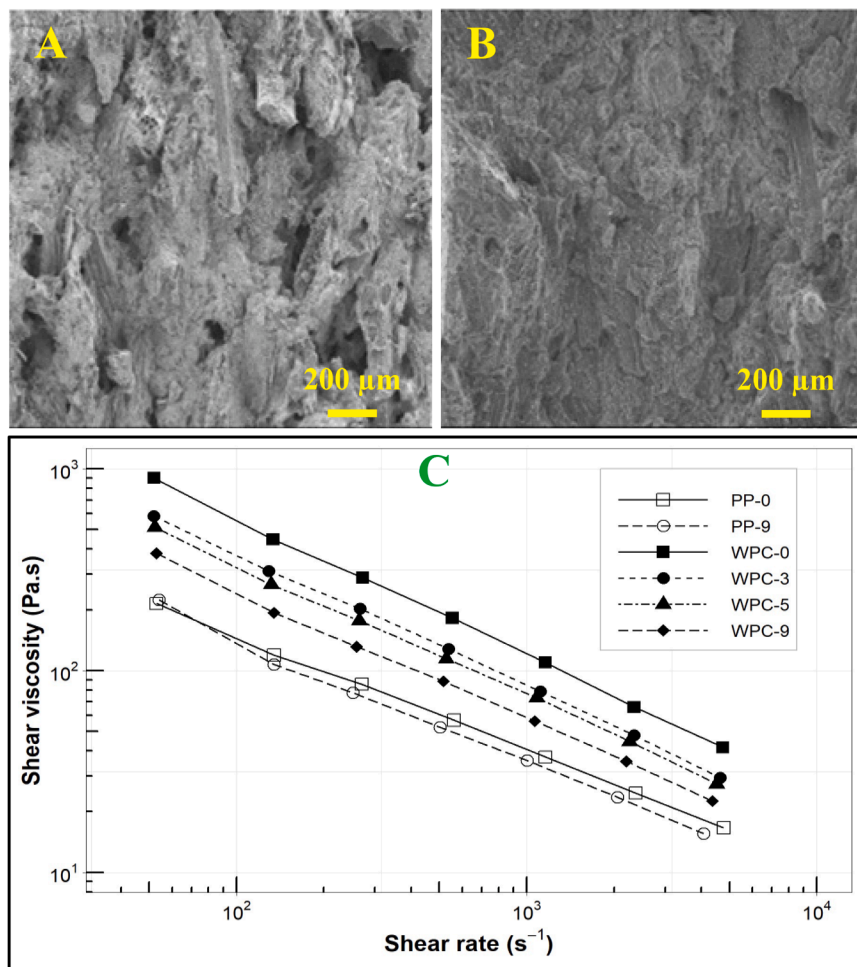 A
B
200 µm
200 µm
C
10³
10²
10¹
Shear viscosity (Pa.s)
PP-0
PP-9
WPC-0
WPC-3
WPC-5
WPC-9
10²
10³
10⁴
Shear rate (s⁻¹)